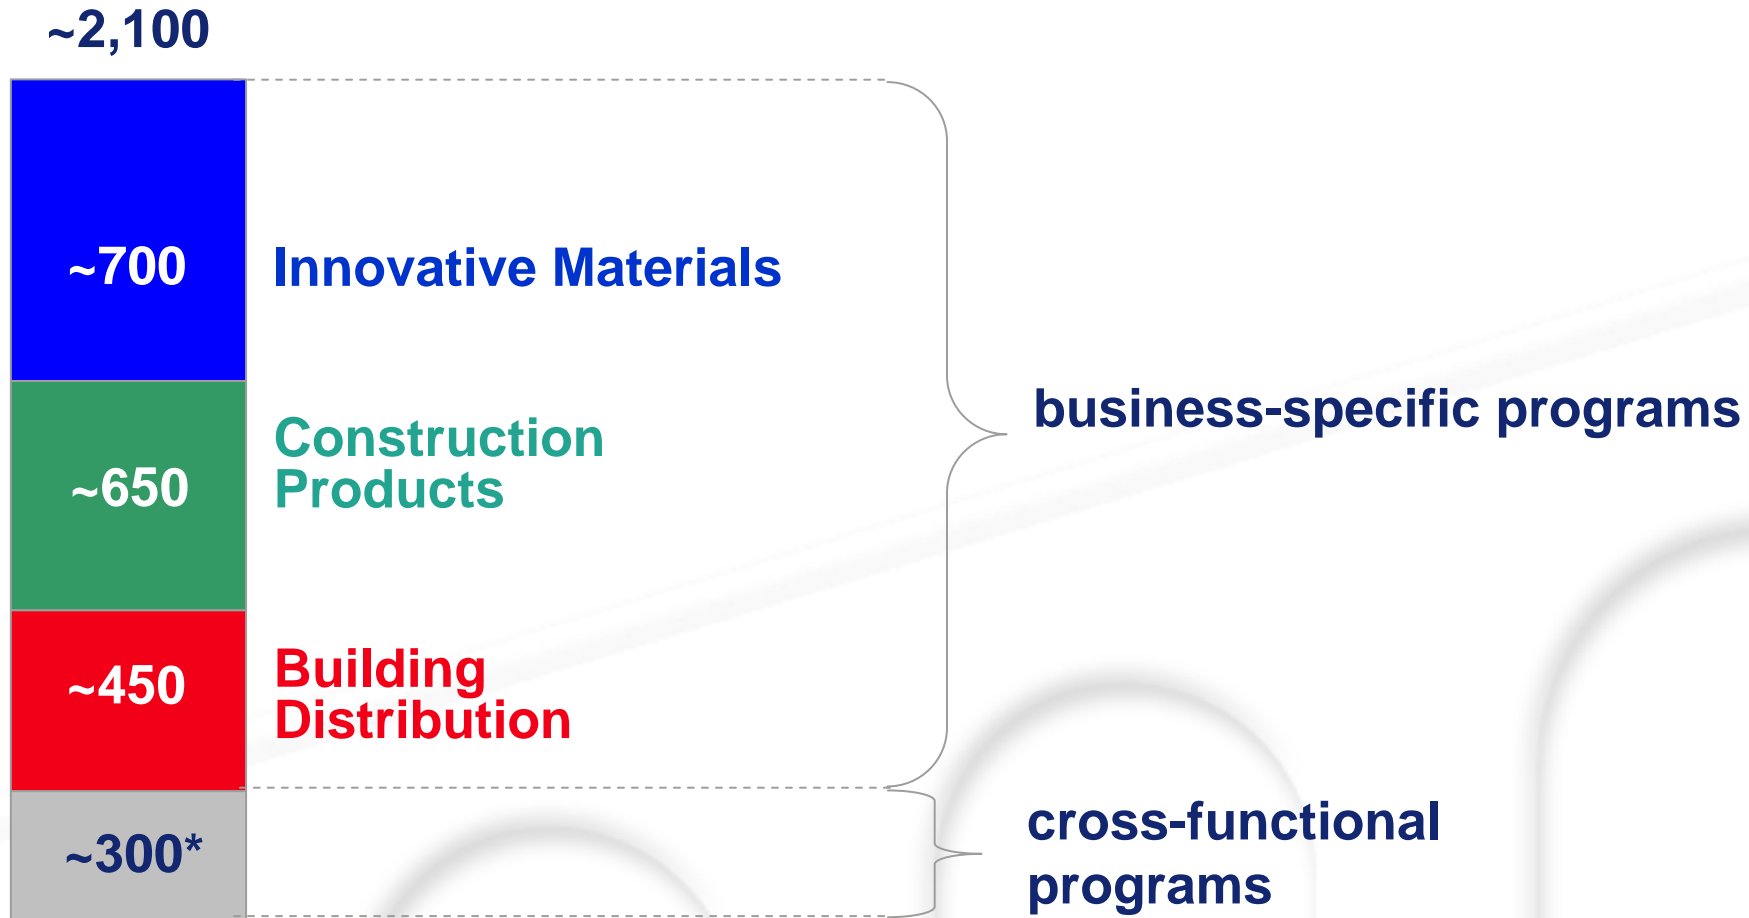 ~2,100
~700
Innovative Materials
business-specific programs
Construction
Products
~650
Building
Distribution
~450
cross-functional
programs
~300*